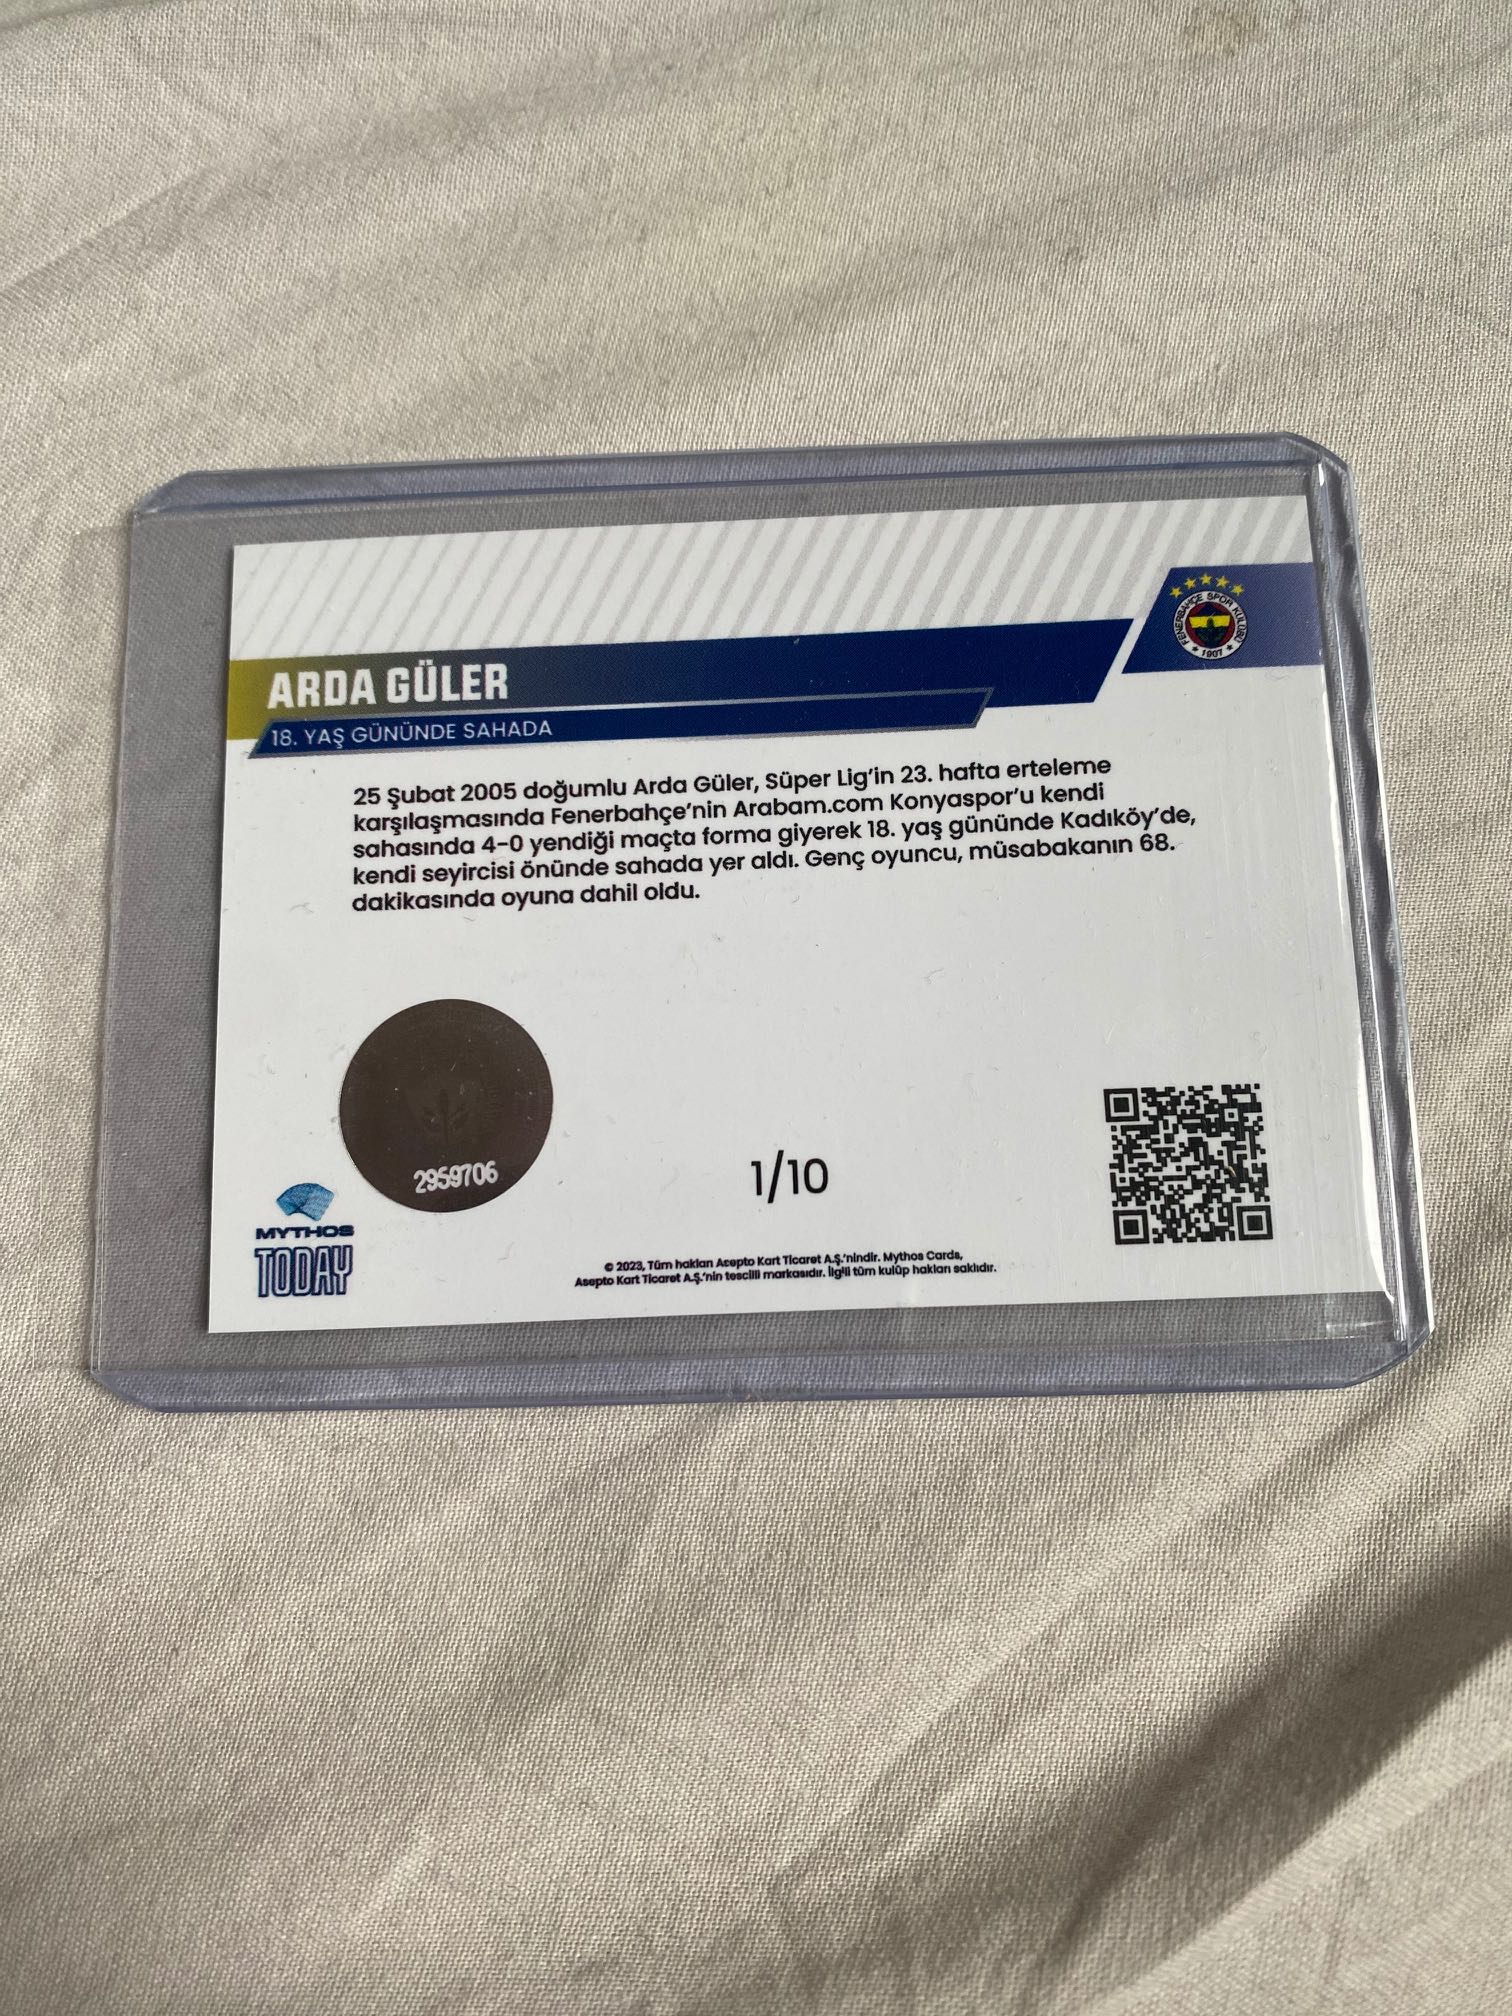 FENERBAHÇE SPOR KULÜBÜ
★ 1907 ★
ARDA GÜLER
18. YAŞ GÜNÜNDE SAHADA
25 Şubat 2005 doğumlu Arda Güler, Süper Lig’in 23. hafta erteleme
karşılaşmasında Fenerbahçe’nin Arabam.com Konyaspor’u kendi
sahasında 4-0 yendiği maçta forma giyerek 18. yaş gününde Kadıköy’de,
kendi seyircisi önünde sahada yer aldı. Genç oyuncu, müsabakanın 68.
dakikasında oyuna dahil oldu.
2959706
1/10
MYTHOS
TODAY
© 2023, Tüm hakları Asepto Kart Ticaret A.Ş.’nindir. Mythos Cards,
Asepto Kart Ticaret A.Ş.’nin tescilli markasıdır. İlgili tüm kulüp hakları saklıdır.